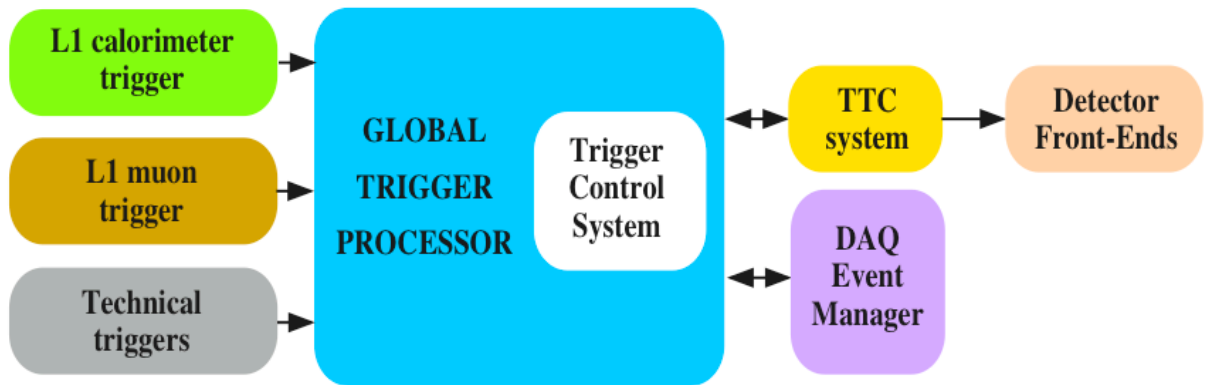 L1 calorimeter
trigger
L1 muon
trigger
Technical
triggers
GLOBAL
TRIGGER
PROCESSOR
Trigger
Control
System
TTC
system
Detector
Front-Ends
DAQ
Event
Manager